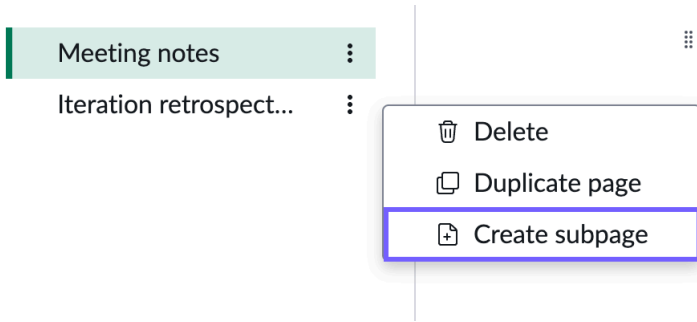 Meeting notes
Iteration retrospect...
Delete
Duplicate page
Create subpage